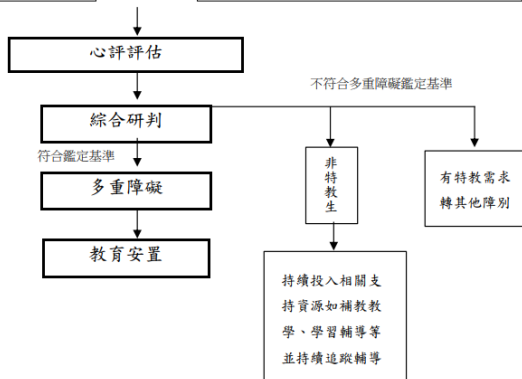 心評評估
不符合多重障礙鑑定基準
綜合研判
符合鑑定基準
非特教生
有特教需求
轉其他障別
多重障礙
教育安置
持續投入相關支
持資源如補教教
學、學習輔導等
並持續追蹤輔導